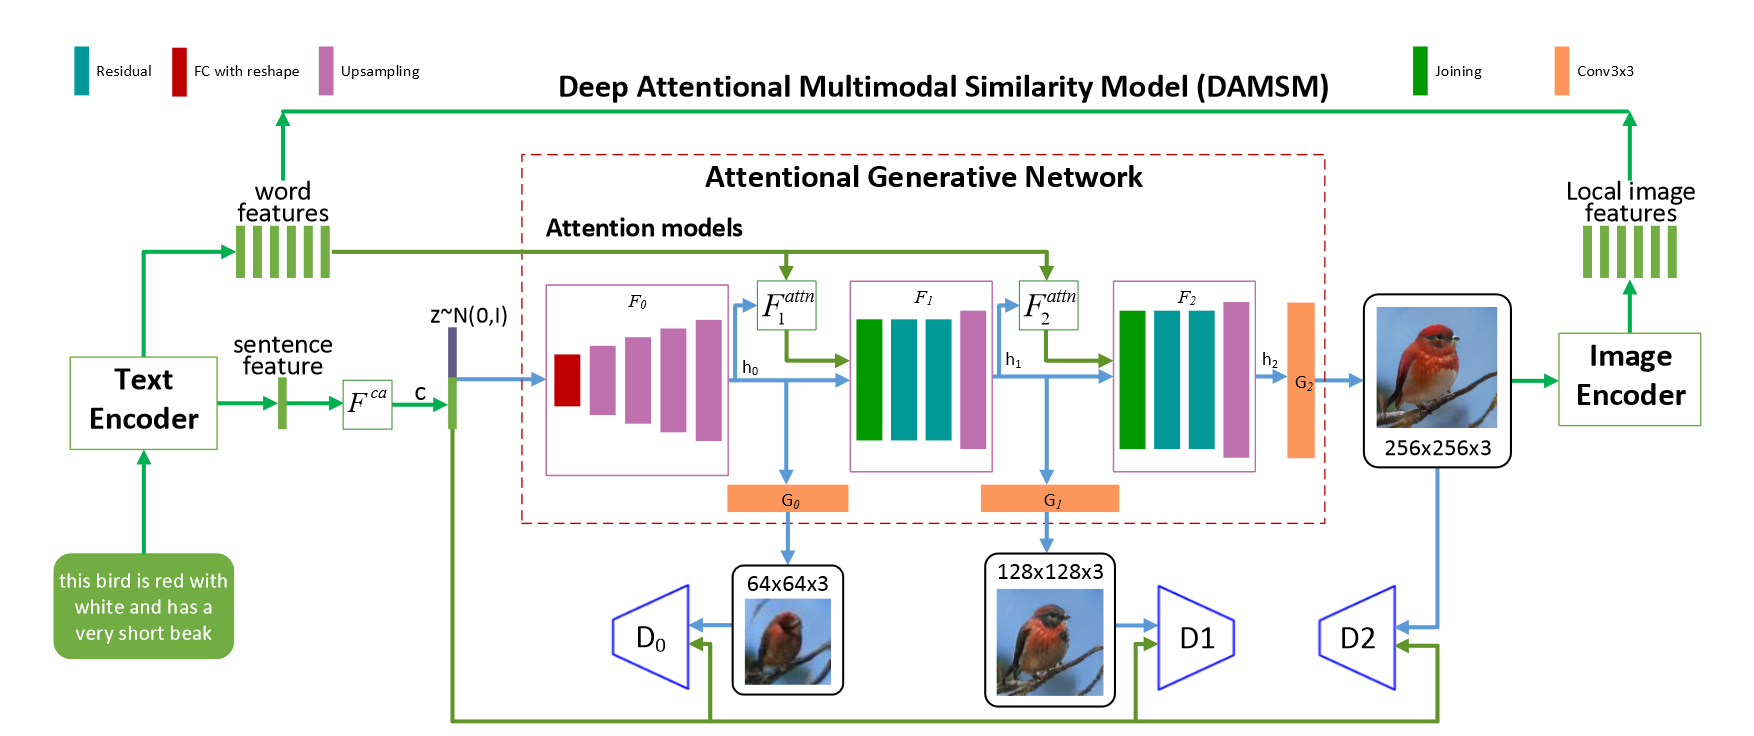 Residual
FC with reshape
Upsampling
Joining
Conv3x3
Deep Attentional Multimodal Similarity Model (DAMSM)
Attentional Generative Network
word
features
Local image
features
Attention models
z~N(0,I)
sentence
feature
Text
Encoder
F^ca
c
F₀
F₁^attn
F₁
F₂^attn
F₂
h₀
h₁
h₂
G₂
G₀
G₁
256x256x3
Image
Encoder
this bird is red with
white and has a
very short beak
64x64x3
128x128x3
D₀
D1
D2